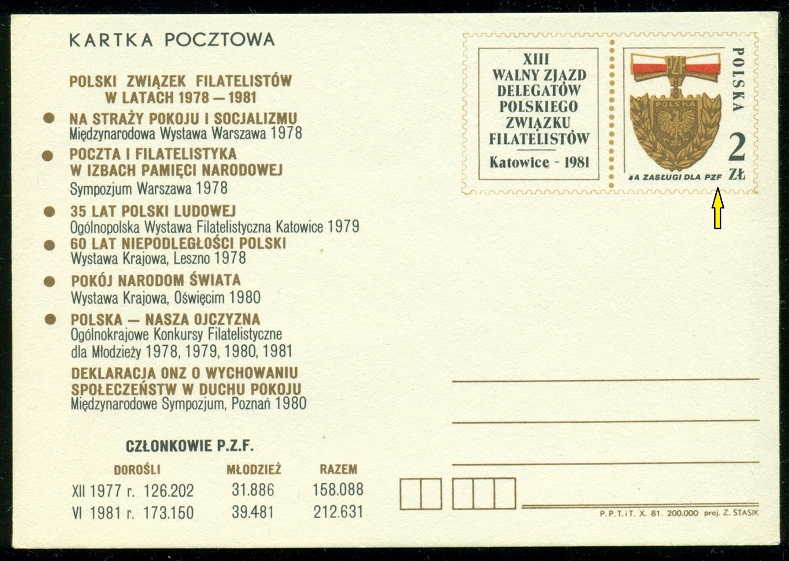 KARTKA POCZTOWA
POLSKI ZWIĄZEK FILATELISTÓW
W LATACH 1978 — 1981
NA STRAŻY POKOJU I SOCJALIZMU
Międzynarodowa Wystawa Warszawa 1978
POCZTA I FILATELISTYKA
W IZBACH PAMIĘCI NARODOWEJ
Sympozjum Warszawa 1978
35 LAT POLSKI LUDOWEJ
Ogólnopolska Wystawa Filatelistyczna Katowice 1979
60 LAT NIEPODLEGŁOŚCI POLSKI
Wystawa Krajowa, Leszno 1978
POKÓJ NARODOM ŚWIATA
Wystawa Krajowa, Oświęcim 1980
POLSKA — NASZA OJCZYZNA
Ogólnokrajowe Konkursy Filatelistyczne
dla Młodzieży 1978, 1979, 1980, 1981
DEKLARACJA ONZ O WYCHOWANIU
SPOŁECZEŃSTW W DUCHU POKOJU
Międzynarodowe Sympozjum, Poznań 1980
CZŁONKOWIE P.Z.F.
DOROŚLI MŁODZIEŻ RAZEM
XII 1977 r. 126.202 31.886 158.088
VI 1981 r. 173.150 39.481 212.631
XIII
WALNY ZJAZD
DELEGATÓW
POLSKIEGO
ZWIĄZKU
FILATELISTÓW
Katowice - 1981
PZF
POLSKA
ZA ZASŁUGI DLA PZF
POLSKA
2
ZŁ
P.P.T.iT. X. 81. 200.000 proj. Z. STASIK